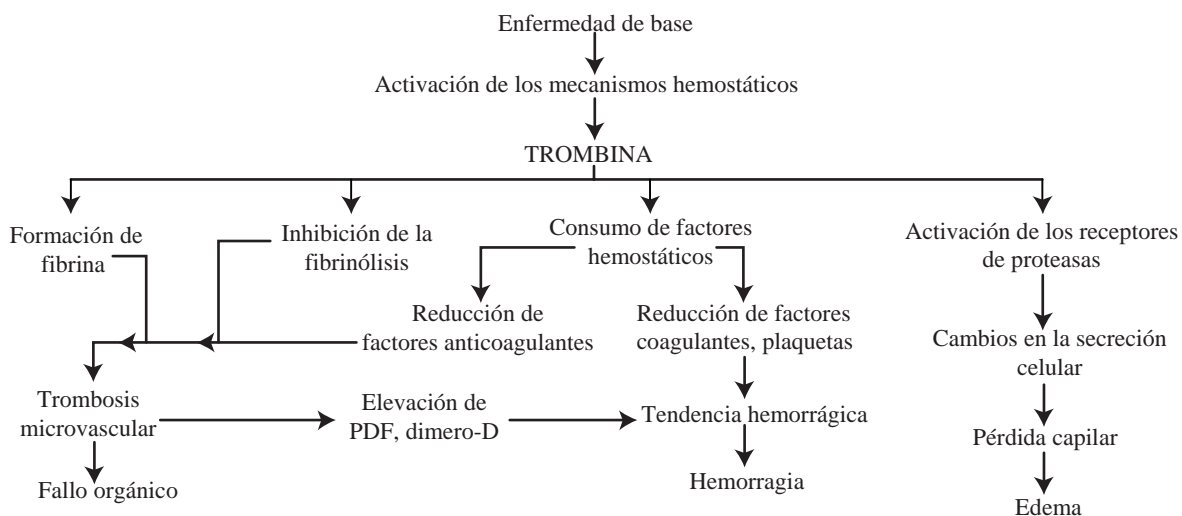 Enfermedad de base
Activación de los mecanismos hemostáticos
TROMBINA
Formación de
fibrina
Inhibición de la
fibrinólisis
Consumo de factores
hemostáticos
Activación de los receptores
de proteasas
Reducción de
factores anticoagulantes
Reducción de factores
coagulantes, plaquetas
Cambios en la secreción
celular
Trombosis
microvascular
Elevación de
PDF, dimero-D
Tendencia hemorrágica
Pérdida capilar
Fallo orgánico
Hemorragia
Edema